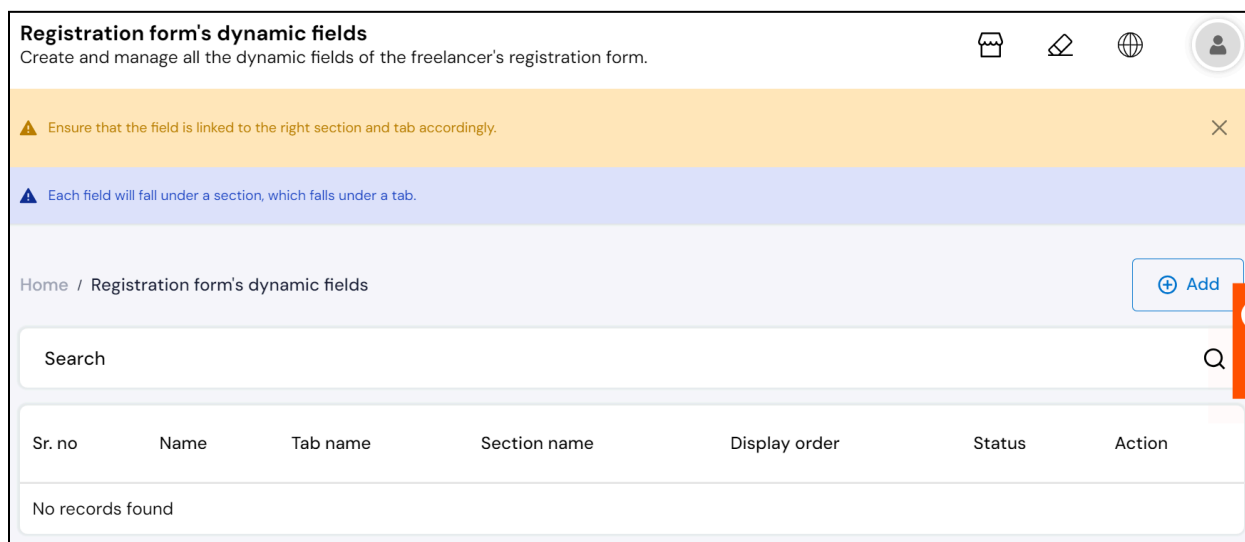 Registration form's dynamic fields
Create and manage all the dynamic fields of the freelancer's registration form.
Ensure that the field is linked to the right section and tab accordingly.
Each field will fall under a section, which falls under a tab.
Home / Registration form's dynamic fields
Add
Search
Sr. no Name Tab name Section name Display order Status Action
No records found